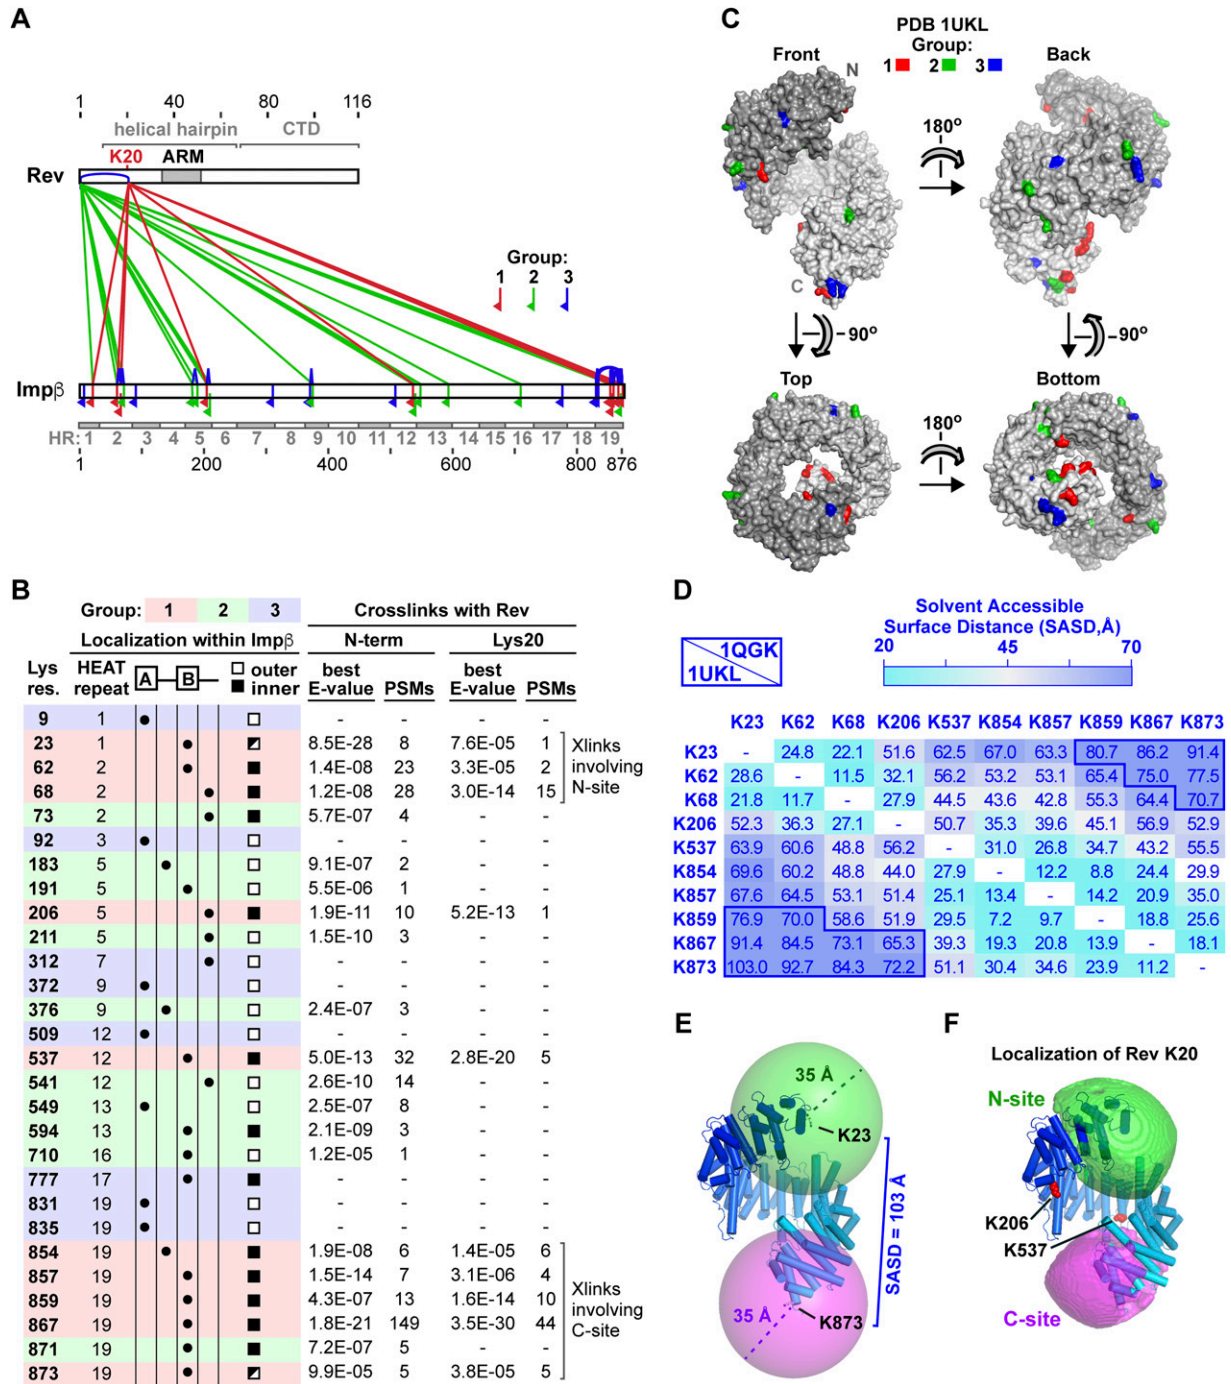 A
1 40 80 116
helical hairpin CTD
K20 ARM
Rev
Group:
1 2 3
Impβ
HR: 1 2 3 4 5 6 7 8 9 10 11 12 13 14 15 16 17 18 19
1 200 400 600 800 876
B
Group: 1 2 3
Crosslinks with Rev
Localization within Impβ
N-term Lys20
Lys res. HEAT repeat A B outer inner best E-value PSMs best E-value PSMs
9 1 - - - -
23 1 8.5E-28 8 7.6E-05 1
62 2 1.4E-08 23 3.3E-05 2
68 2 1.2E-08 28 3.0E-14 15
Xlinks
involving
N-site
73 2 5.7E-07 4 - -
92 3 - - - -
183 5 9.1E-07 2 - -
191 5 5.5E-06 1 - -
206 5 1.9E-11 10 5.2E-13 1
211 5 1.5E-10 3 - -
312 7 - - - -
372 9 - - - -
376 9 2.4E-07 3 - -
509 12 - - - -
537 12 5.0E-13 32 2.8E-20 5
541 12 2.6E-10 14 - -
549 13 2.5E-07 8 - -
594 13 2.1E-09 3 - -
710 16 1.2E-05 1 - -
777 17 - - - -
831 19 - - - -
835 19 - - - -
854 19 1.9E-08 6 1.4E-05 6
857 19 1.5E-14 7 3.1E-06 4
859 19 4.3E-07 13 1.6E-14 10
867 19 1.8E-21 149 3.5E-30 44
871 19 7.2E-07 5 - -
873 19 9.9E-05 5 3.8E-05 5
Xlinks
involving
C-site
C
PDB 1UKL
Group:
1 2 3
Front Back
N
180º
C
90º 90º
Top Bottom
180º
D
Solvent Accessible
Surface Distance (SASD,Å)
20 45 70
1QGK
1UKL
K23 K62 K68 K206 K537 K854 K857 K859 K867 K873
K23 - 24.8 22.1 51.6 62.5 67.0 63.3 80.7 86.2 91.4
K62 28.6 - 11.5 32.1 56.2 53.2 53.1 65.4 75.0 77.5
K68 21.8 11.7 - 27.9 44.5 43.6 42.8 55.3 64.4 70.7
K206 52.3 36.3 27.1 - 50.7 35.3 39.6 45.1 56.9 52.9
K537 63.9 60.6 48.8 56.2 - 31.0 26.8 34.7 43.2 55.5
K854 69.6 60.2 48.8 44.0 27.9 - 12.2 8.8 24.4 29.9
K857 67.6 64.5 53.1 51.4 25.1 13.4 - 14.2 20.9 35.0
K859 76.9 70.0 58.6 51.9 29.5 7.2 9.7 - 18.8 25.6
K867 91.4 84.5 73.1 65.3 39.3 19.3 20.8 13.9 - 18.1
K873 103.0 92.7 84.3 72.2 51.1 30.4 34.6 23.9 11.2 -
E
35 Å
K23
SASD = 103 Å
35 Å
K873
F
Localization of Rev K20
N-site
K206
K537
C-site